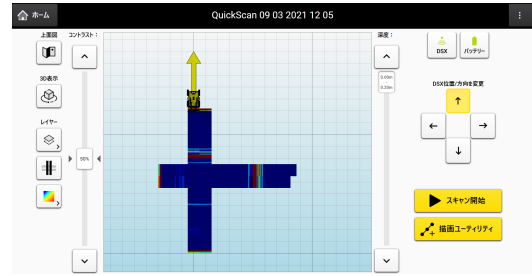 ホーム
QuickScan 09 03 2021 12 05
上面図
コントラスト：
深度：
DSX
バッテリー
3D表示
0.00m
0.33m
DSX位置/方向を変更
レイヤー
50%
スキャン開始
描画ユーティリティ